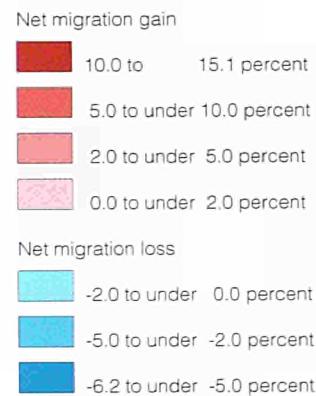 Net migration gain
10.0 to 15.1 percent
5.0 to under 10.0 percent
2.0 to under 5.0 percent
0.0 to under 2.0 percent
Net migration loss
-2.0 to under 0.0 percent
-5.0 to under -2.0 percent
-6.2 to under -5.0 percent